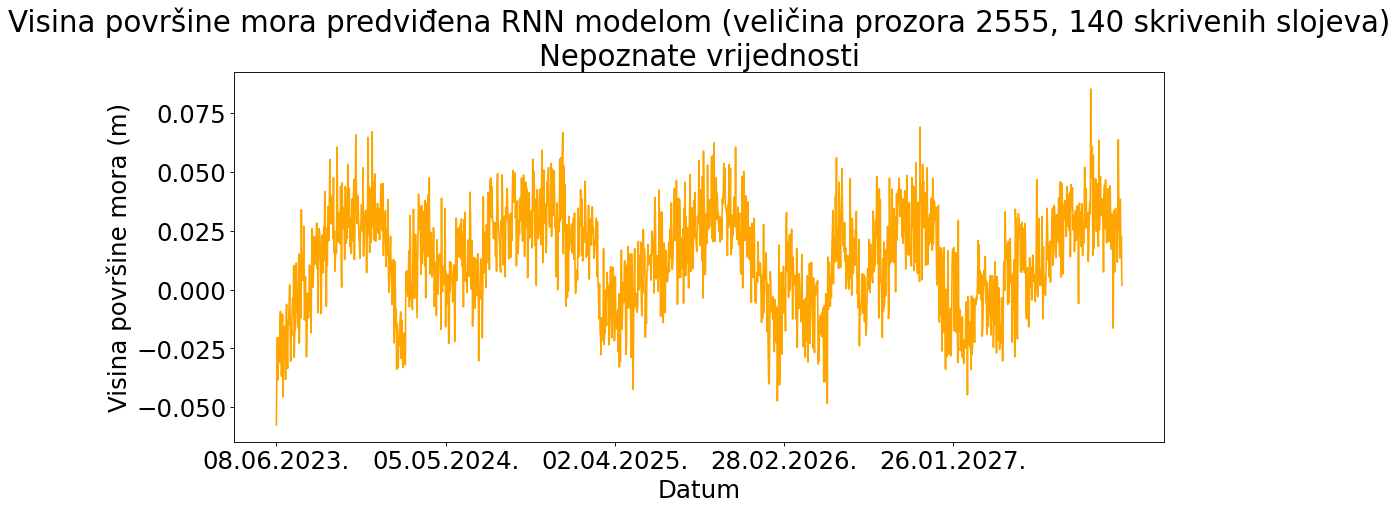 Visina površine mora predviđena RNN modelom (veličina prozora 2555, 140 skrivenih slojeva)
Nepoznate vrijednosti
Visina površine mora (m)
0.075
0.050
0.025
0.000
−0.025
−0.050
08.06.2023. 05.05.2024. 02.04.2025. 28.02.2026. 26.01.2027.
Datum